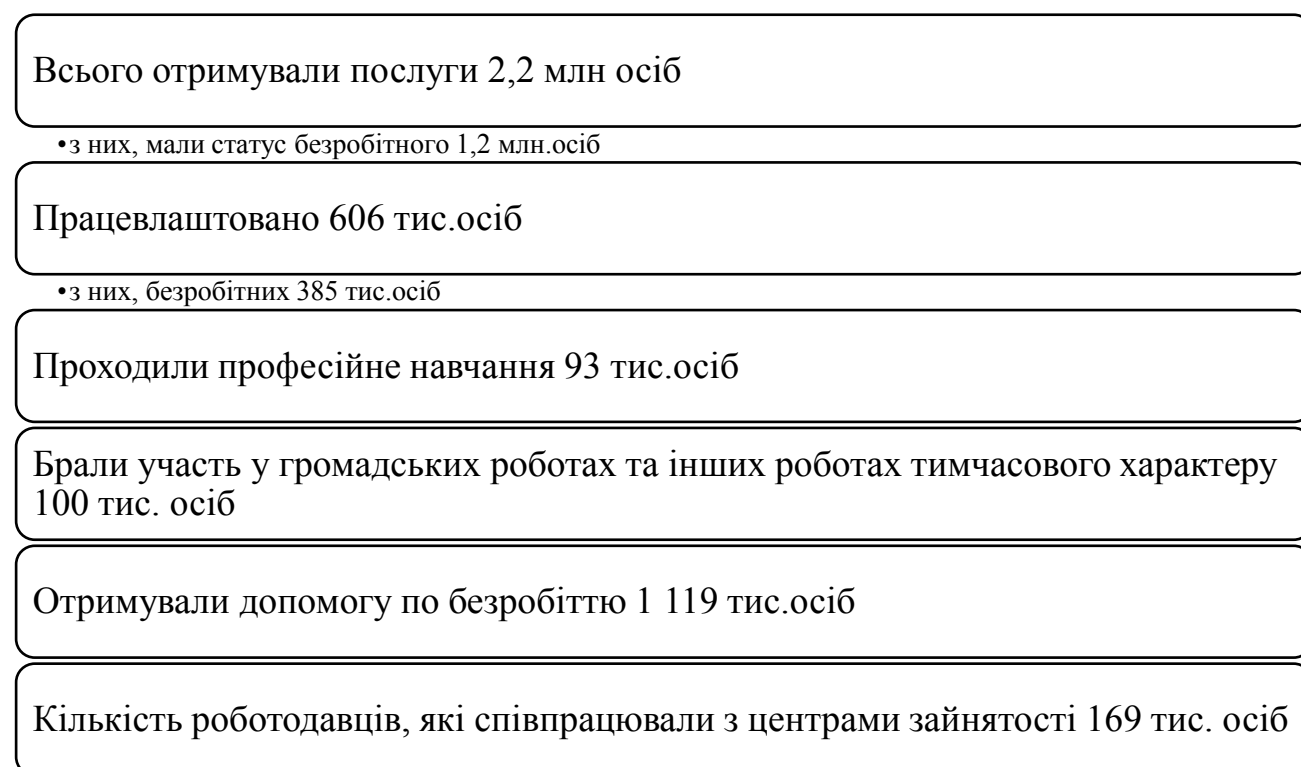 Всього отримували послуги 2,2 млн осіб
•з них, мали статус безробітного 1,2 млн.осіб
Працевлаштовано 606 тис.осіб
•з них, безробітних 385 тис.осіб
Проходили професійне навчання 93 тис.осіб
Брали участь у громадських роботах та інших роботах тимчасового характеру
100 тис. осіб
Отримували допомогу по безробіттю 1 119 тис.осіб
Кількість роботодавців, які співпрацювали з центрами зайнятості 169 тис. осіб